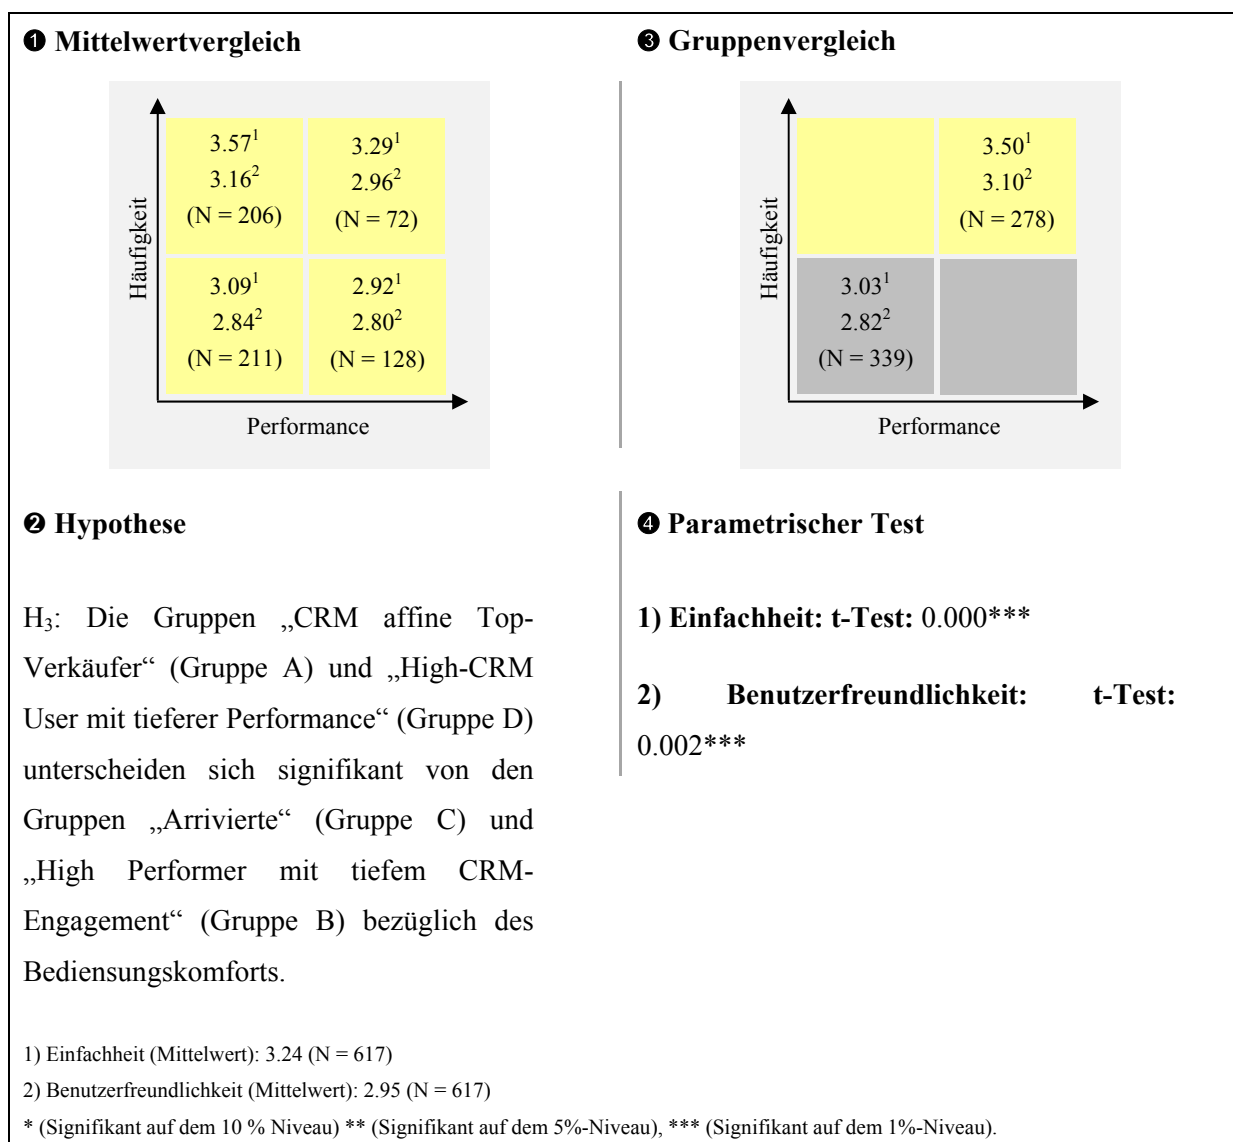 ❶ Mittelwertvergleich
Häufigkeit
3.57¹
3.16²
(N = 206)
3.29¹
2.96²
(N = 72)
3.09¹
2.84²
(N = 211)
2.92¹
2.80²
(N = 128)
Performance
❷ Hypothese
H₃: Die Gruppen „CRM affine Top-
Verkäufer“ (Gruppe A) und „High-CRM
User mit tieferer Performance“ (Gruppe D)
unterscheiden sich signifikant von den
Gruppen „Arrivierte“ (Gruppe C) und
„High Performer mit tiefem CRM-
Engagement“ (Gruppe B) bezüglich des
Bediensungskomforts.
❸ Gruppenvergleich
Häufigkeit
3.50¹
3.10²
(N = 278)
3.03¹
2.82²
(N = 339)
Performance
❹ Parametrischer Test
1) Einfachheit: t-Test: 0.000***
2) Benutzerfreundlichkeit: t-Test:
0.002***
1) Einfachheit (Mittelwert): 3.24 (N = 617)
2) Benutzerfreundlichkeit (Mittelwert): 2.95 (N = 617)
* (Signifikant auf dem 10 % Niveau) ** (Signifikant auf dem 5%-Niveau), *** (Signifikant auf dem 1%-Niveau).